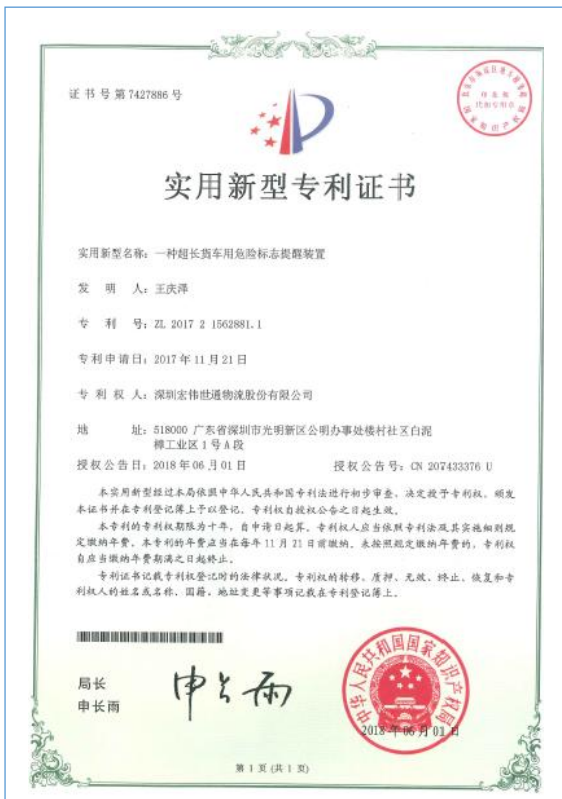 证书号第7427886号
实用新型专利证书
实用新型名称：一种超长货车用危险标志提醒装置
发 明 人：王庆泽
专 利 号：ZL 2017 2 1562881.1
专利申请日：2017年11月21日
专 利 权 人：深圳宏伟世通物流股份有限公司
地 址：518000 广东省深圳市光明新区公明办事处楼村社区白泥
樟工业区1号A段
授权公告日：2018年06月01日 授权公告号：CN 207433376 U
本实用新型经过本局依照中华人民共和国专利法进行初步审查，决定授予专利权，颁发
本证书并在专利登记簿上予以登记。专利权自授权公告之日起生效。
本专利的专利权期限为十年，自申请日起算。专利权人应当依照专利法及其实施细则规
定缴纳年费。本专利的年费应当在每年11月21日前缴纳。未按照规定缴纳年费的，专利权
自应当缴纳年费期满之日起终止。
专利证书记载专利权登记时的法律状况。专利权的转移、质押、无效、终止、恢复和专
利权人的姓名或名称、国籍、地址变更等事项记载在专利登记簿上。
局长
申长雨
申长雨
中华人民共和国国家知识产权局
2018年06月01日
第1页(共1页)